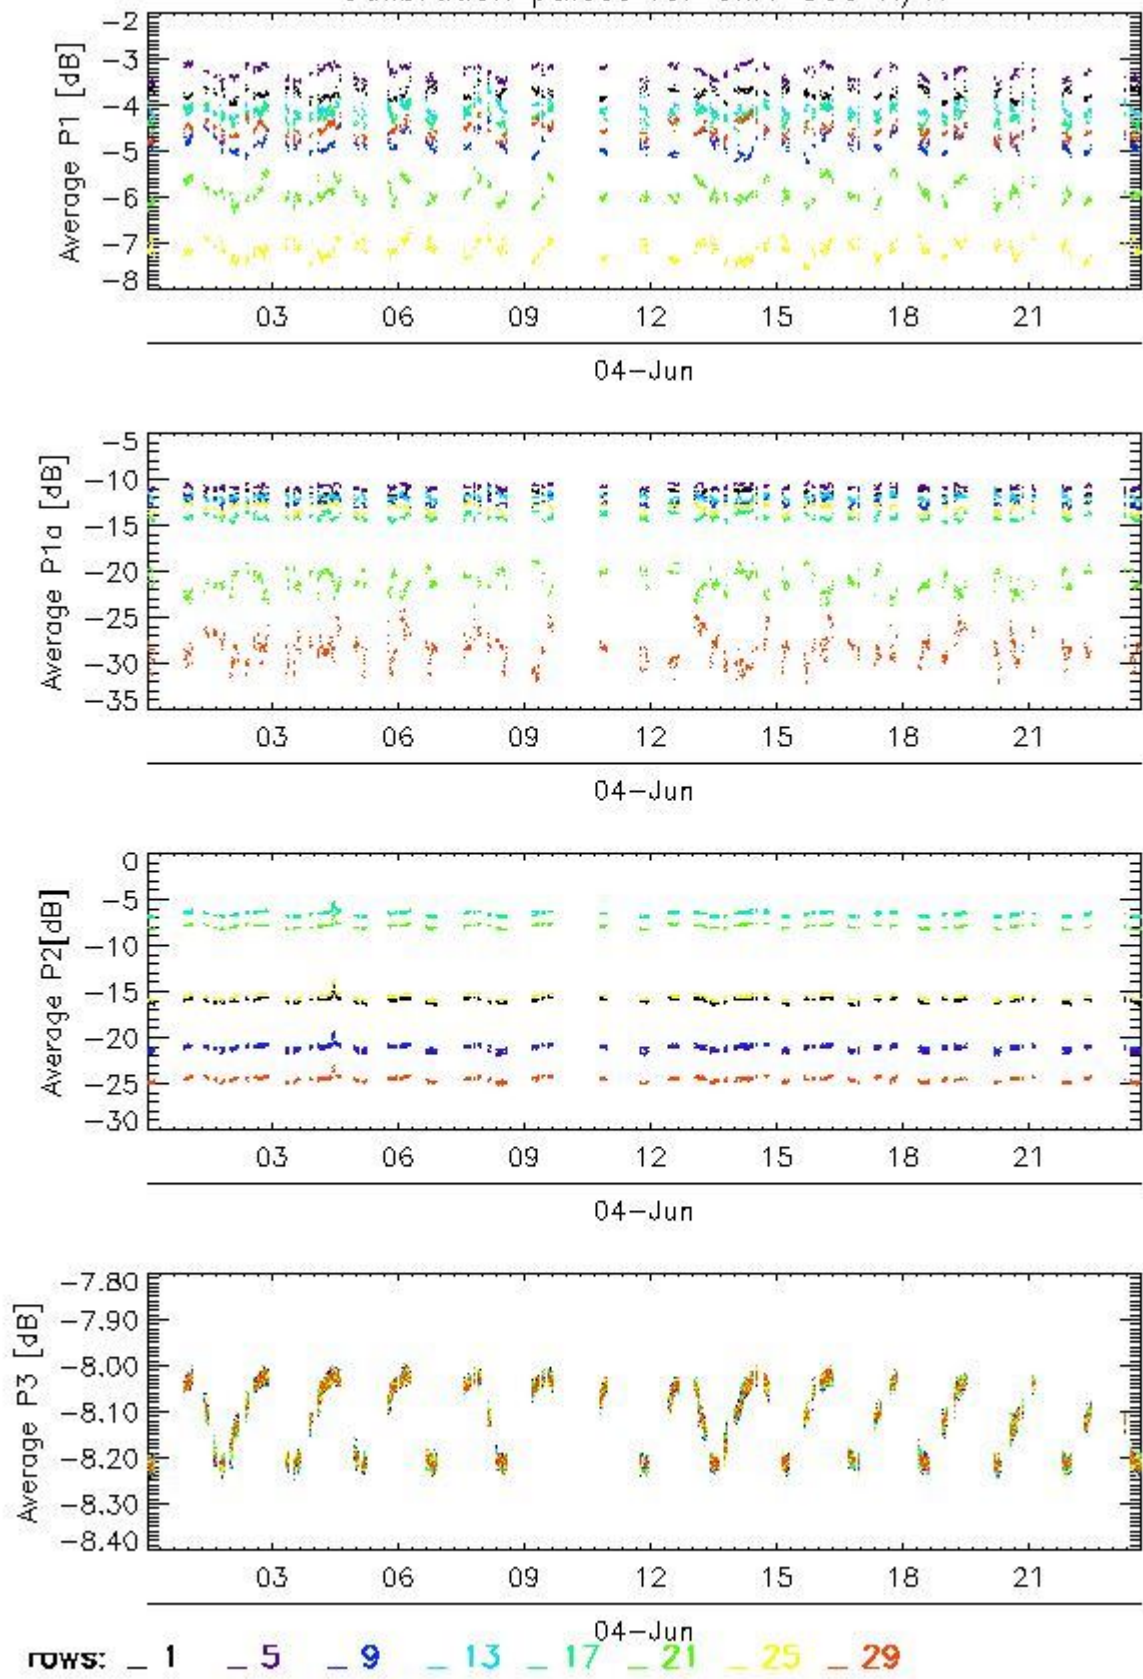 −2
−3
−4
−5
−6
−7
−8
Average P1 [dB]
03 06 09 12 15 18 21
04−Jun
−5
−10
−15
−20
−25
−30
−35
Average P1a [dB]
03 06 09 12 15 18 21
04−Jun
0
−5
−10
−15
−20
−25
−30
Average P2[dB]
03 06 09 12 15 18 21
04−Jun
−7.80
−7.90
−8.00
−8.10
−8.20
−8.30
−8.40
Average P3 [dB]
03 06 09 12 15 18 21
04−Jun
rows: _ 1 _ 5 _ 9 _ 13 _ 17 _ 21 _ 25 _ 29